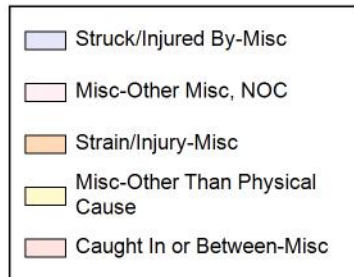 Struck/Injured By-Misc
Misc-Other Misc, NOC
Strain/Injury-Misc
Misc-Other Than Physical
Cause
Caught In or Between-Misc